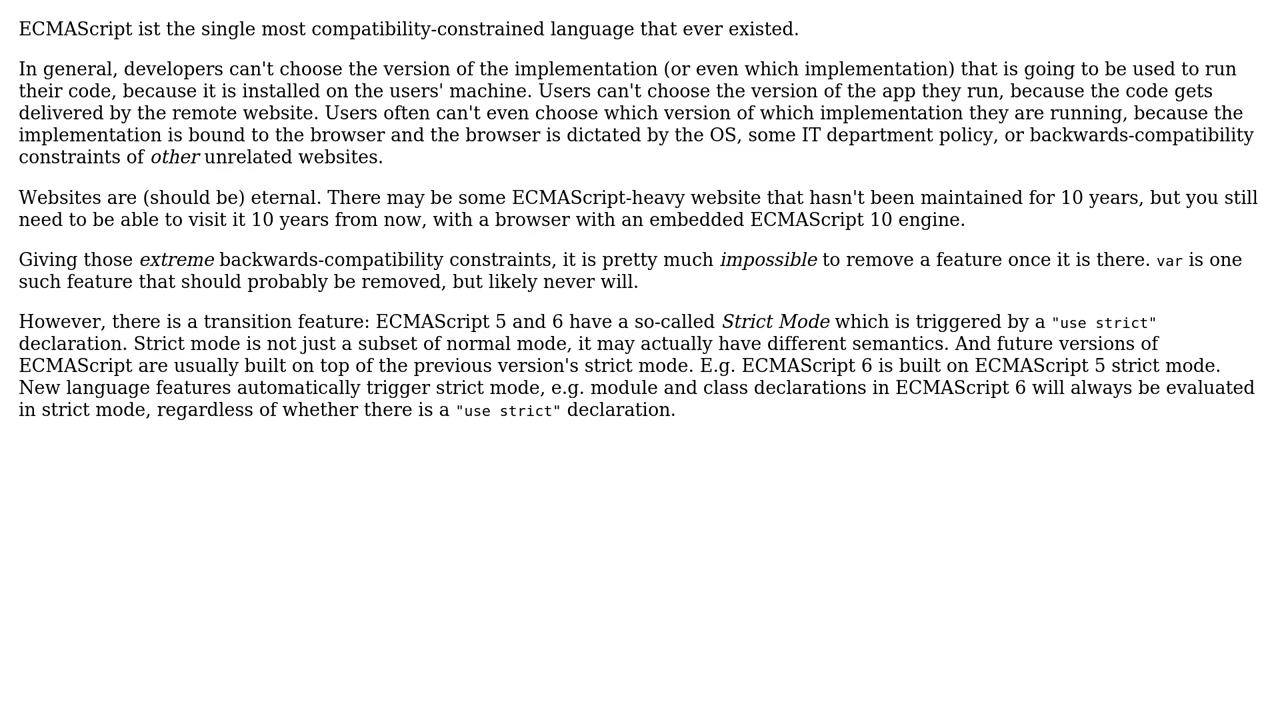 ECMAScript ist the single most compatibility-constrained language that ever existed.
In general, developers can't choose the version of the implementation (or even which implementation) that is going to be used to run
their code, because it is installed on the users' machine. Users can't choose the version of the app they run, because the code gets
delivered by the remote website. Users often can't even choose which version of which implementation they are running, because the
implementation is bound to the browser and the browser is dictated by the OS, some IT department policy, or backwards-compatibility
constraints of other unrelated websites.
Websites are (should be) eternal. There may be some ECMAScript-heavy website that hasn't been maintained for 10 years, but you still
need to be able to visit it 10 years from now, with a browser with an embedded ECMAScript 10 engine.
Giving those extreme backwards-compatibility constraints, it is pretty much impossible to remove a feature once it is there. var is one
such feature that should probably be removed, but likely never will.
However, there is a transition feature: ECMAScript 5 and 6 have a so-called Strict Mode which is triggered by a "use strict"
declaration. Strict mode is not just a subset of normal mode, it may actually have different semantics. And future versions of
ECMAScript are usually built on top of the previous version's strict mode. E.g. ECMAScript 6 is built on ECMAScript 5 strict mode.
New language features automatically trigger strict mode, e.g. module and class declarations in ECMAScript 6 will always be evaluated
in strict mode, regardless of whether there is a "use strict" declaration.